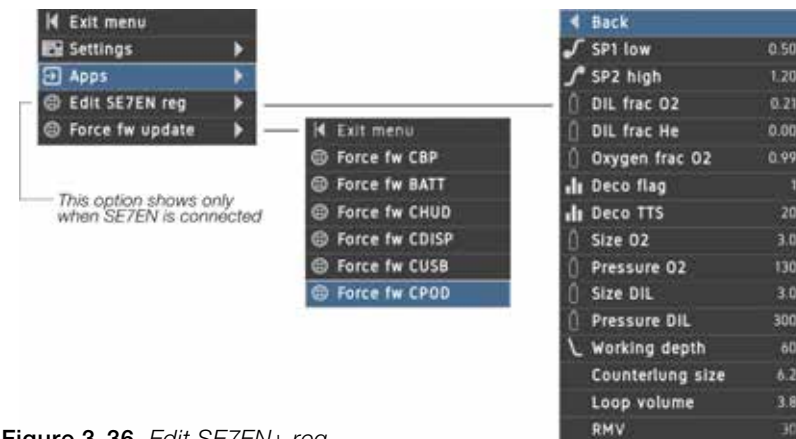 Exit menu
Settings
Apps
Edit SE7EN reg
Force fw update
This option shows only
when SE7EN is connected
Exit menu
Force fw CBP
Force fw BATT
Force fw CHUD
Force fw CDISP
Force fw CUSB
Force fw CPOD
Back
SP1 low 0.50
SP2 high 1.20
DIL frac O2 0.21
DIL frac He 0.00
Oxygen frac O2 0.99
Deco flag 1
Deco TTS 20
Size O2 3.0
Pressure O2 130
Size DIL 3.0
Pressure DIL 300
Working depth 60
Counterlung size 6.2
Loop volume 3.8
RMV 30
Figure 3-36. Edit SE7EN+ reg